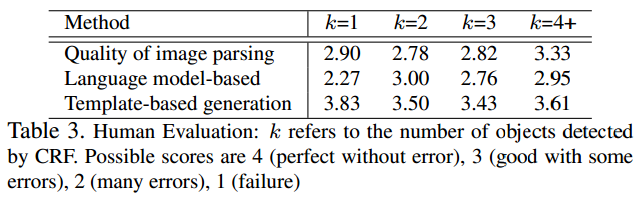 Method k=1 k=2 k=3 k=4+
Quality of image parsing 2.90 2.78 2.82 3.33
Language model-based 2.27 3.00 2.76 2.95
Template-based generation 3.83 3.50 3.43 3.61
Table 3. Human Evaluation: k refers to the number of objects detected
by CRF. Possible scores are 4 (perfect without error), 3 (good with some
errors), 2 (many errors), 1 (failure)